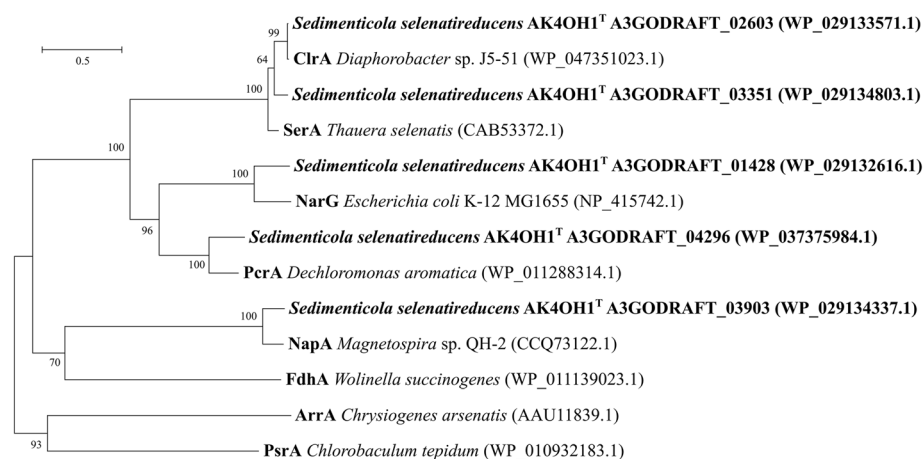 Sedimenticola selenatireducens AK4OH1ᵀ A3GODRAFT_02603 (WP_029133571.1)
99
0.5
ClrA Diaphorobacter sp. J5-51 (WP_047351023.1)
64
100
Sedimenticola selenatireducens AK4OH1ᵀ A3GODRAFT_03351 (WP_029134803.1)
SerA Thauera selenatis (CAB53372.1)
100
Sedimenticola selenatireducens AK4OH1ᵀ A3GODRAFT_01428 (WP_029132616.1)
100
NarG Escherichia coli K-12 MG1655 (NP_415742.1)
96
Sedimenticola selenatireducens AK4OH1ᵀ A3GODRAFT_04296 (WP_037375984.1)
100
PcrA Dechloromonas aromatica (WP_011288314.1)
Sedimenticola selenatireducens AK4OH1ᵀ A3GODRAFT_03903 (WP_029134337.1)
100
NapA Magnetospira sp. QH-2 (CCQ73122.1)
70
FdhA Wolinella succinogenes (WP_011139023.1)
ArrA Chrysiogenes arsenatis (AAU11839.1)
93
PsrA Chlorobaculum tepidum (WP_010932183.1)